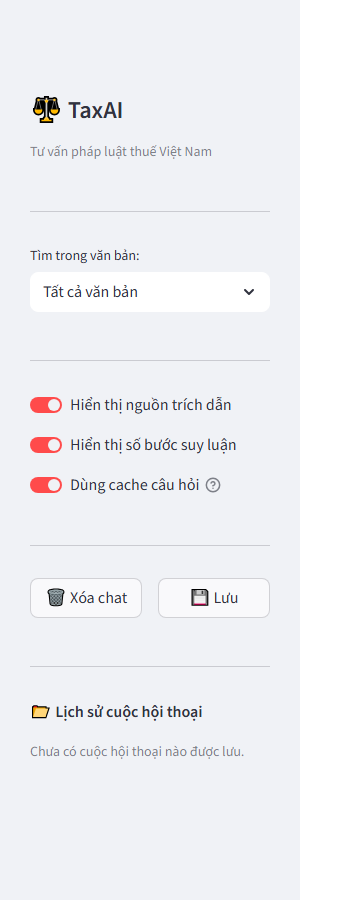 TaxAI
Tư vấn pháp luật thuế Việt Nam
Tìm trong văn bản:
Tất cả văn bản
Hiển thị nguồn trích dẫn
Hiển thị số bước suy luận
Dùng cache câu hỏi
Xóa chat
Lưu
Lịch sử cuộc hội thoại
Chưa có cuộc hội thoại nào được lưu.